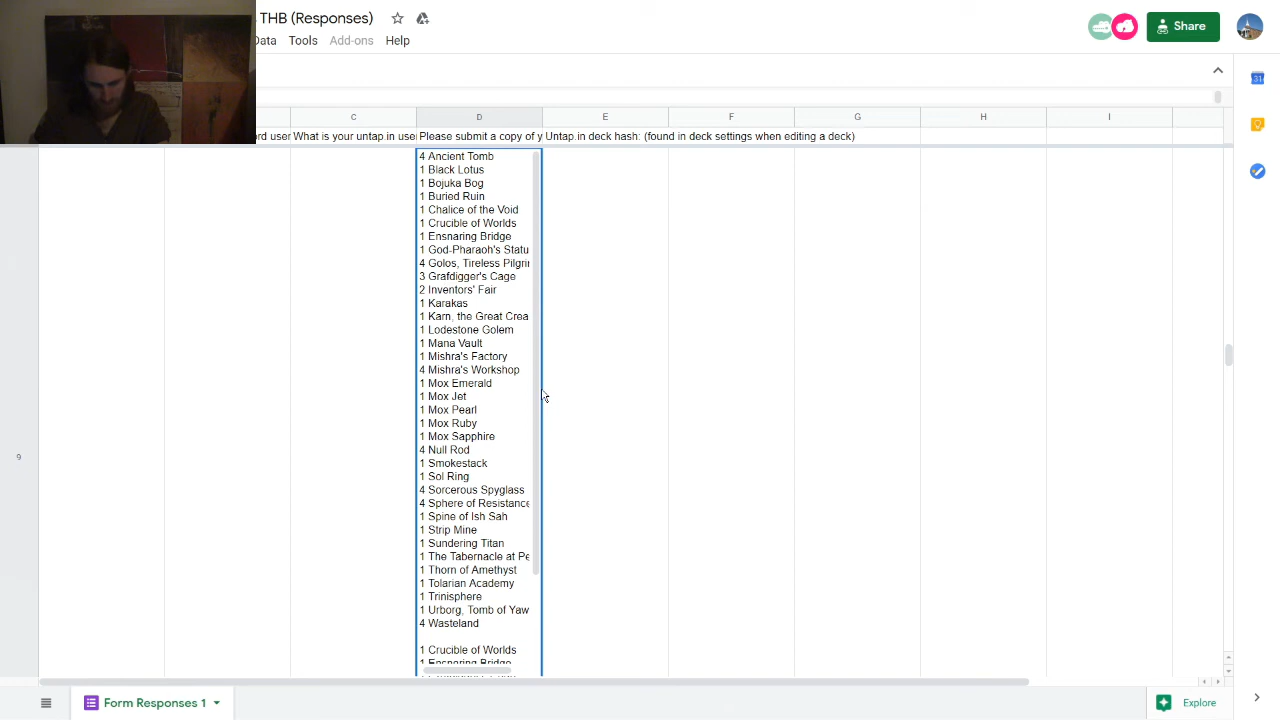 THB (Responses)
Data Tools Add-ons Help
Share
C D E F G H I
ord user What is your untap.in user Please submit a copy of y Untap.in deck hash: (found in deck settings when editing a deck)
4 Ancient Tomb
1 Black Lotus
1 Bojuka Bog
1 Buried Ruin
1 Chalice of the Void
1 Crucible of Worlds
1 Ensnaring Bridge
1 God-Pharaoh's Statu
4 Golos, Tireless Pilgri
3 Grafdigger's Cage
2 Inventors' Fair
1 Karakas
1 Karn, the Great Crea
1 Lodestone Golem
1 Mana Vault
1 Mishra's Factory
4 Mishra's Workshop
1 Mox Emerald
1 Mox Jet
1 Mox Pearl
1 Mox Ruby
1 Mox Sapphire
4 Null Rod
9
1 Smokestack
1 Sol Ring
4 Sorcerous Spyglass
4 Sphere of Resistance
1 Spine of Ish Sah
1 Strip Mine
1 Sundering Titan
1 The Tabernacle at Pe
1 Thorn of Amethyst
1 Tolarian Academy
1 Trinisphere
1 Urborg, Tomb of Yaw
4 Wasteland
1 Crucible of Worlds
1 Ensnaring Bridge
Form Responses 1
Explore
31